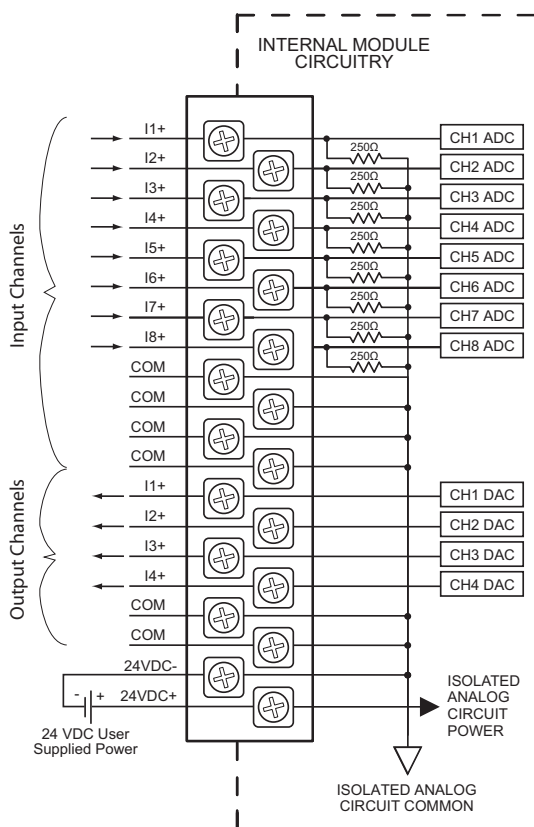 INTERNAL MODULE
CIRCUITRY
Input Channels
I1+
250Ω
CH1 ADC
I2+
250Ω
CH2 ADC
I3+
250Ω
CH3 ADC
I4+
250Ω
CH4 ADC
I5+
250Ω
CH5 ADC
I6+
250Ω
CH6 ADC
I7+
250Ω
CH7 ADC
I8+
250Ω
CH8 ADC
COM
COM
COM
COM
Output Channels
I1+
CH1 DAC
I2+
CH2 DAC
I3+
CH3 DAC
I4+
CH4 DAC
COM
COM
24VDC-
24VDC+
- +
24 VDC User
Supplied Power
ISOLATED
ANALOG
CIRCUIT
POWER
ISOLATED ANALOG
CIRCUIT COMMON